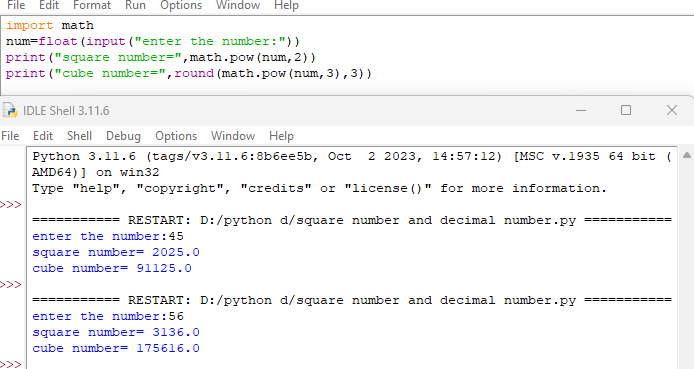 File Edit Format Run Options Window Help
import math
num=float(input("enter the number:"))
print("square number=",math.pow(num,2))
print("cube number=",round(math.pow(num,3),3))
IDLE Shell 3.11.6
File Edit Shell Debug Options Window Help
Python 3.11.6 (tags/v3.11.6:8b6ee5b, Oct  2 2023, 14:57:12) [MSC v.1935 64 bit (
AMD64)] on win32
Type "help", "copyright", "credits" or "license()" for more information.
>>>
=========== RESTART: D:/python d/square number and decimal number.py ===========
enter the number:45
square number= 2025.0
cube number= 91125.0
>>>
=========== RESTART: D:/python d/square number and decimal number.py ===========
enter the number:56
square number= 3136.0
cube number= 175616.0
>>>